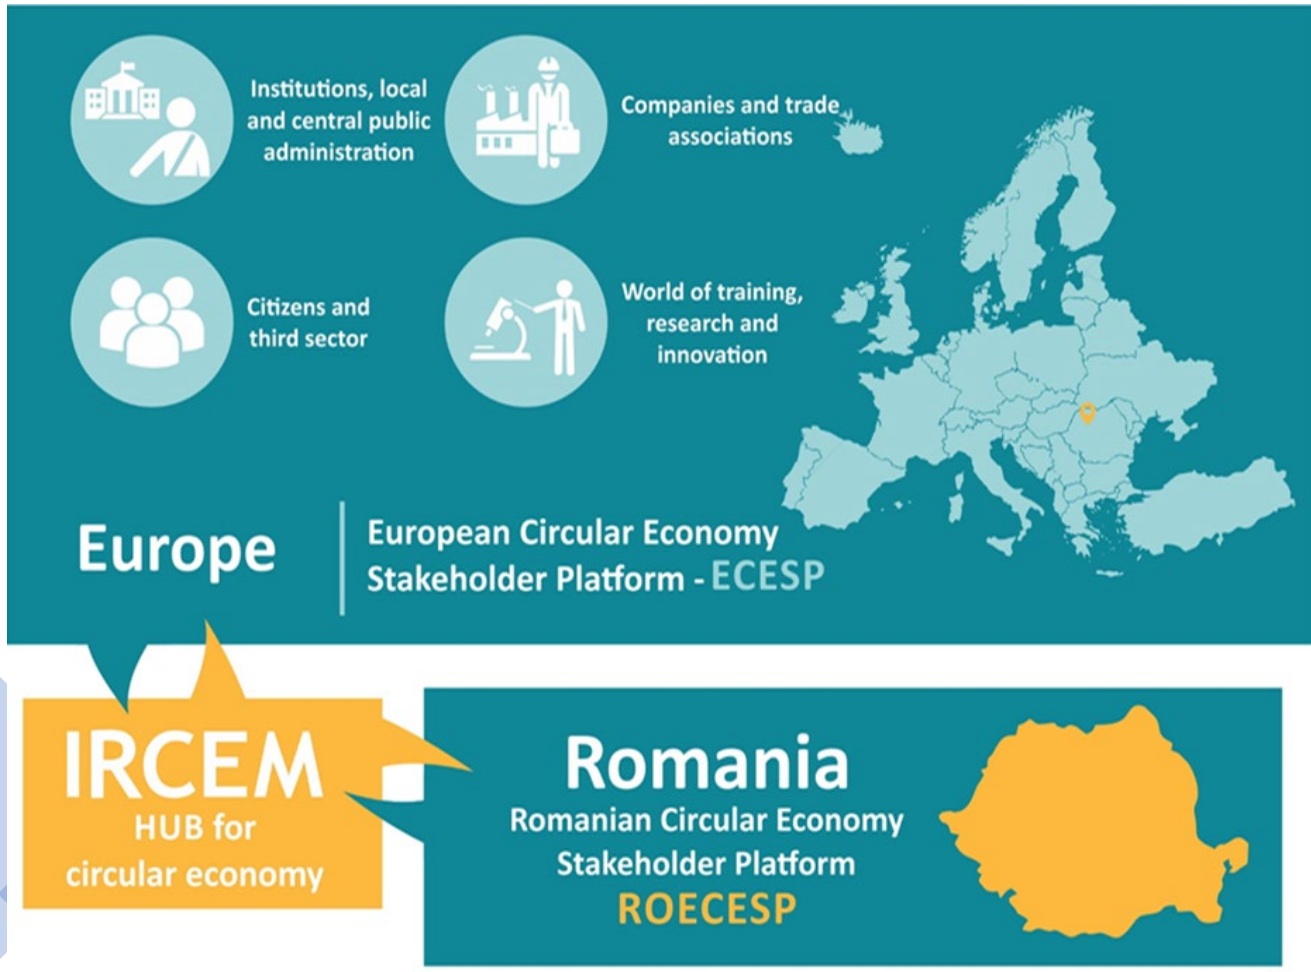 Institutions, local
and central public
administration
Companies and trade
associations
Citizens and
third sector
World of training,
research and
innovation
Europe
European Circular Economy
Stakeholder Platform - ECESP
IRCEM
HUB for
circular economy
Romania
Romanian Circular Economy
Stakeholder Platform
ROECESP